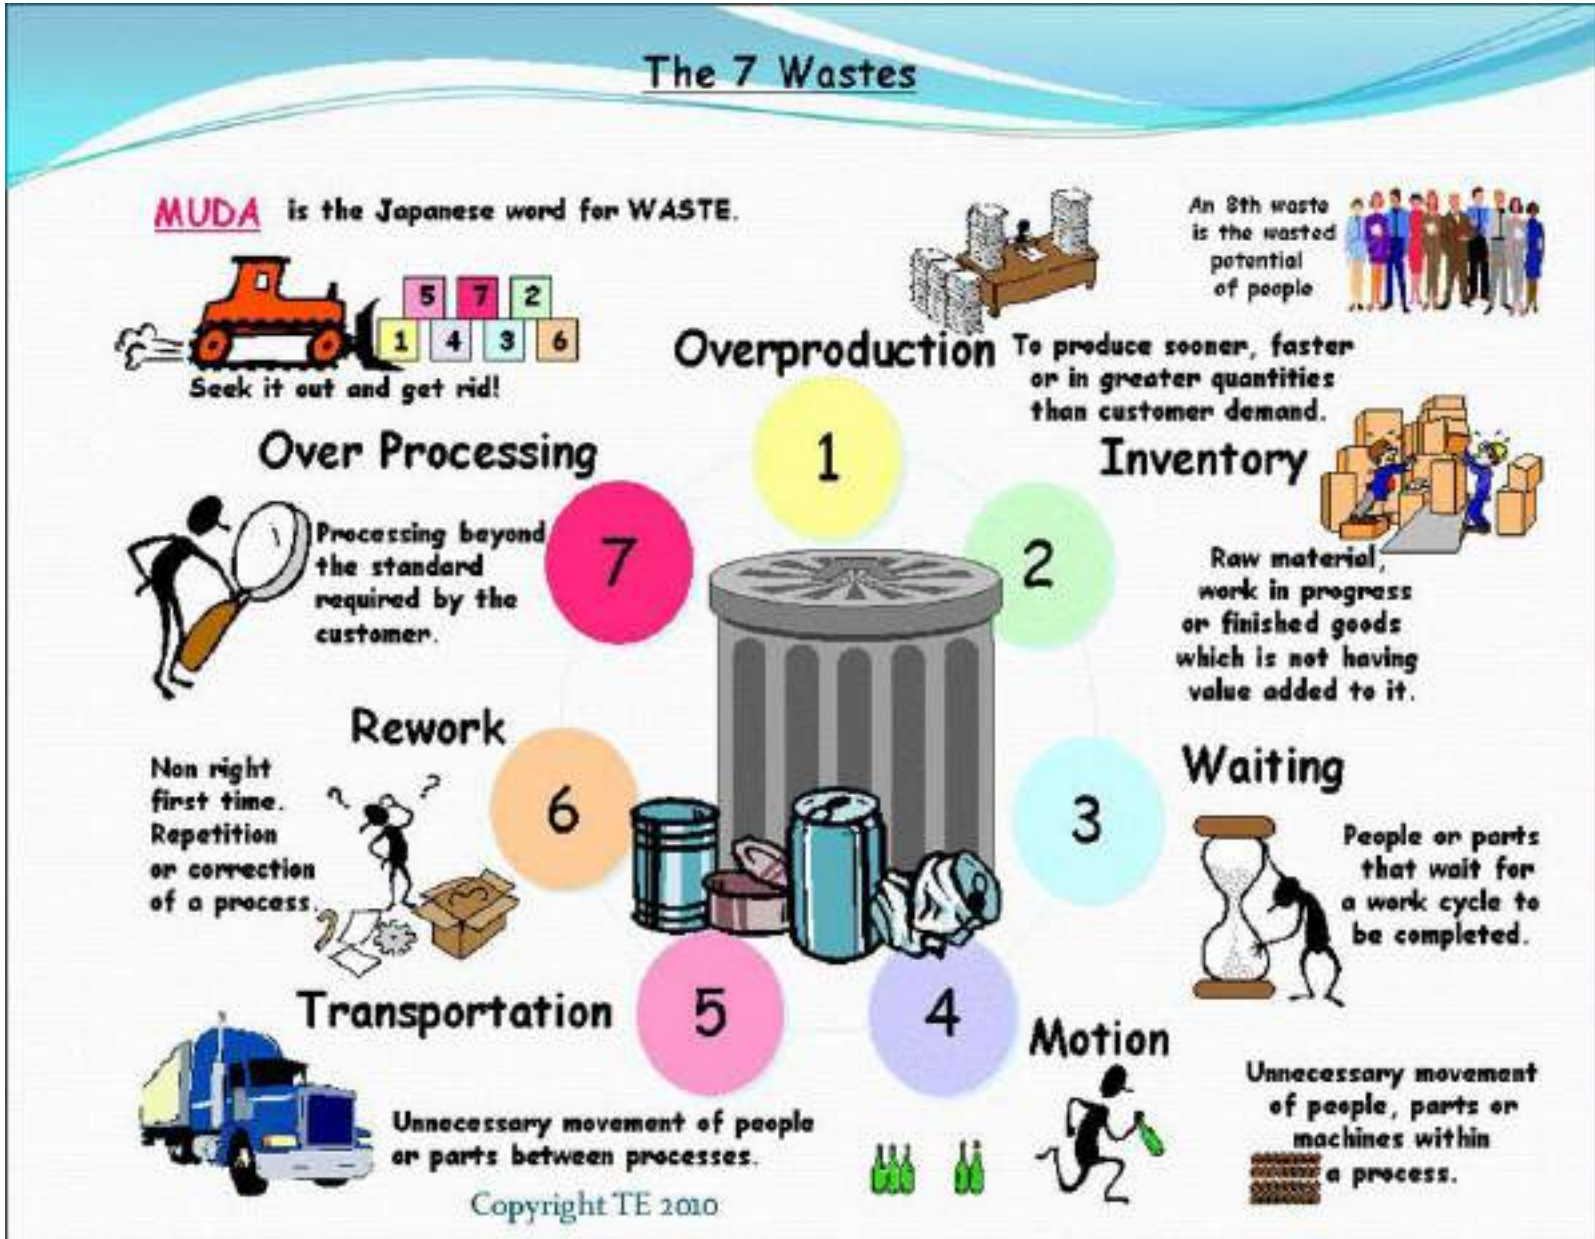 The 7 Wastes
MUDA is the Japanese word for WASTE.
5 7 2
1 4 3 6
Seek it out and get rid!
An 8th waste
is the wasted
potential
of people
Overproduction
To produce sooner, faster
or in greater quantities
than customer demand.
1
Inventory
2
Raw material,
work in progress
or finished goods
which is not having
value added to it.
Waiting
3
People or parts
that wait for
a work cycle to
be completed.
Motion
4
Unnecessary movement
of people, parts or
machines within
a process.
Transportation
5
Unnecessary movement of people
or parts between processes.
Rework
6
Non right
first time.
Repetition
or correction
of a process.
Over Processing
7
Processing beyond
the standard
required by the
customer.
Copyright TE 2010